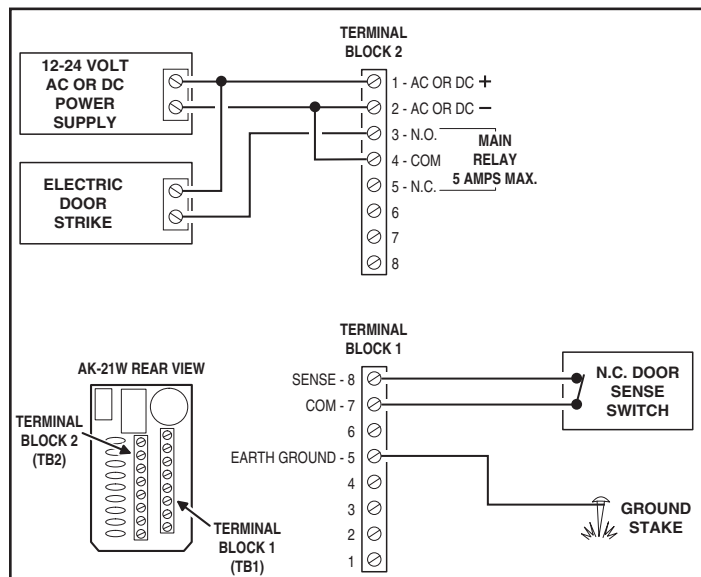 TERMINAL
BLOCK 2
12-24 VOLT
AC OR DC
POWER
SUPPLY
1 - AC OR DC +
2 - AC OR DC –
3 - N.O.
4 - COM
5 - N.C.
6
7
8
MAIN
RELAY
5 AMPS MAX.
ELECTRIC
DOOR
STRIKE
TERMINAL
BLOCK 1
SENSE - 8
COM - 7
6
EARTH GROUND - 5
4
3
2
1
N.C. DOOR
SENSE
SWITCH
GROUND
STAKE
AK-21W REAR VIEW
TERMINAL
BLOCK 2
(TB2)
TERMINAL
BLOCK 1
(TB1)